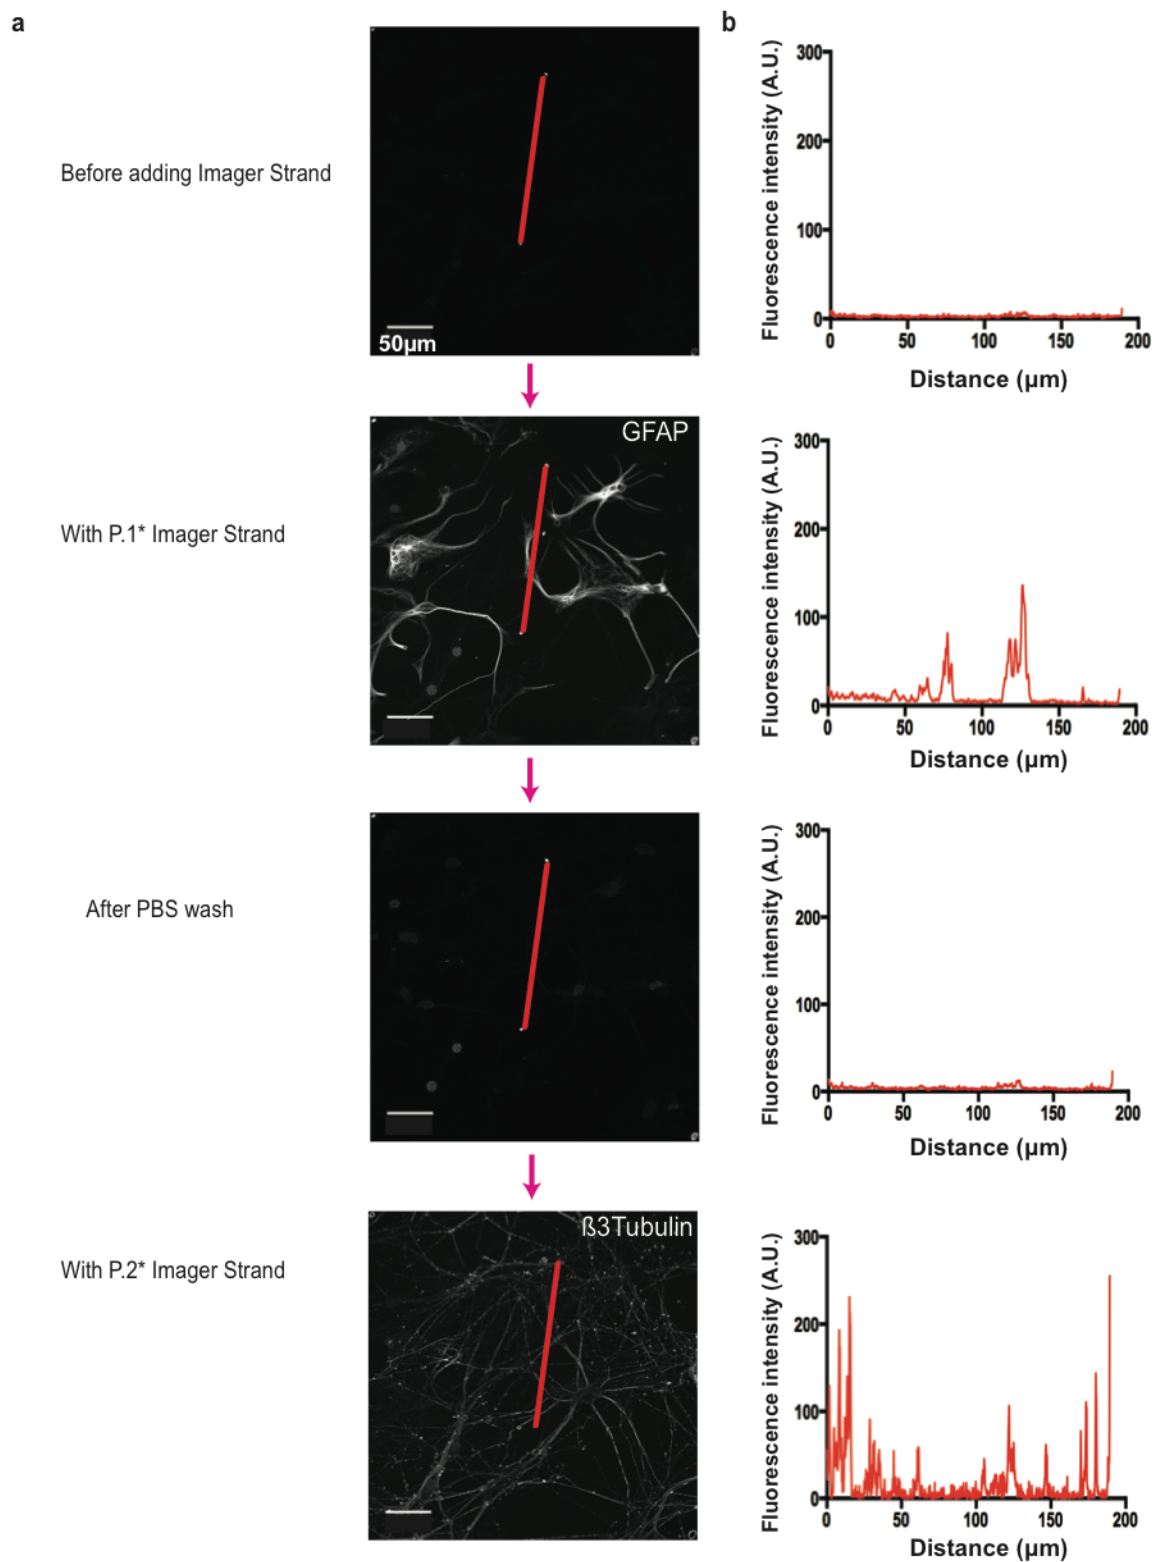 a
b
Before adding Imager Strand
50µm
Fluorescence intensity (A.U.)
300
200
100
0
0 50 100 150 200
Distance (µm)
With P.1* Imager Strand
GFAP
Fluorescence intensity (A.U.)
300
200
100
0
0 50 100 150 200
Distance (µm)
After PBS wash
Fluorescence intensity (A.U.)
300
200
100
0
0 50 100 150 200
Distance (µm)
With P.2* Imager Strand
ß3Tubulin
Fluorescence intensity (A.U.)
300
200
100
0
0 50 100 150 200
Distance (µm)